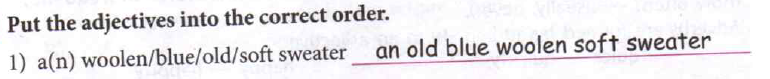 Put the adjectives into the correct order.
1) a(n) woolen/blue/old/soft sweater an old blue woolen soft sweater